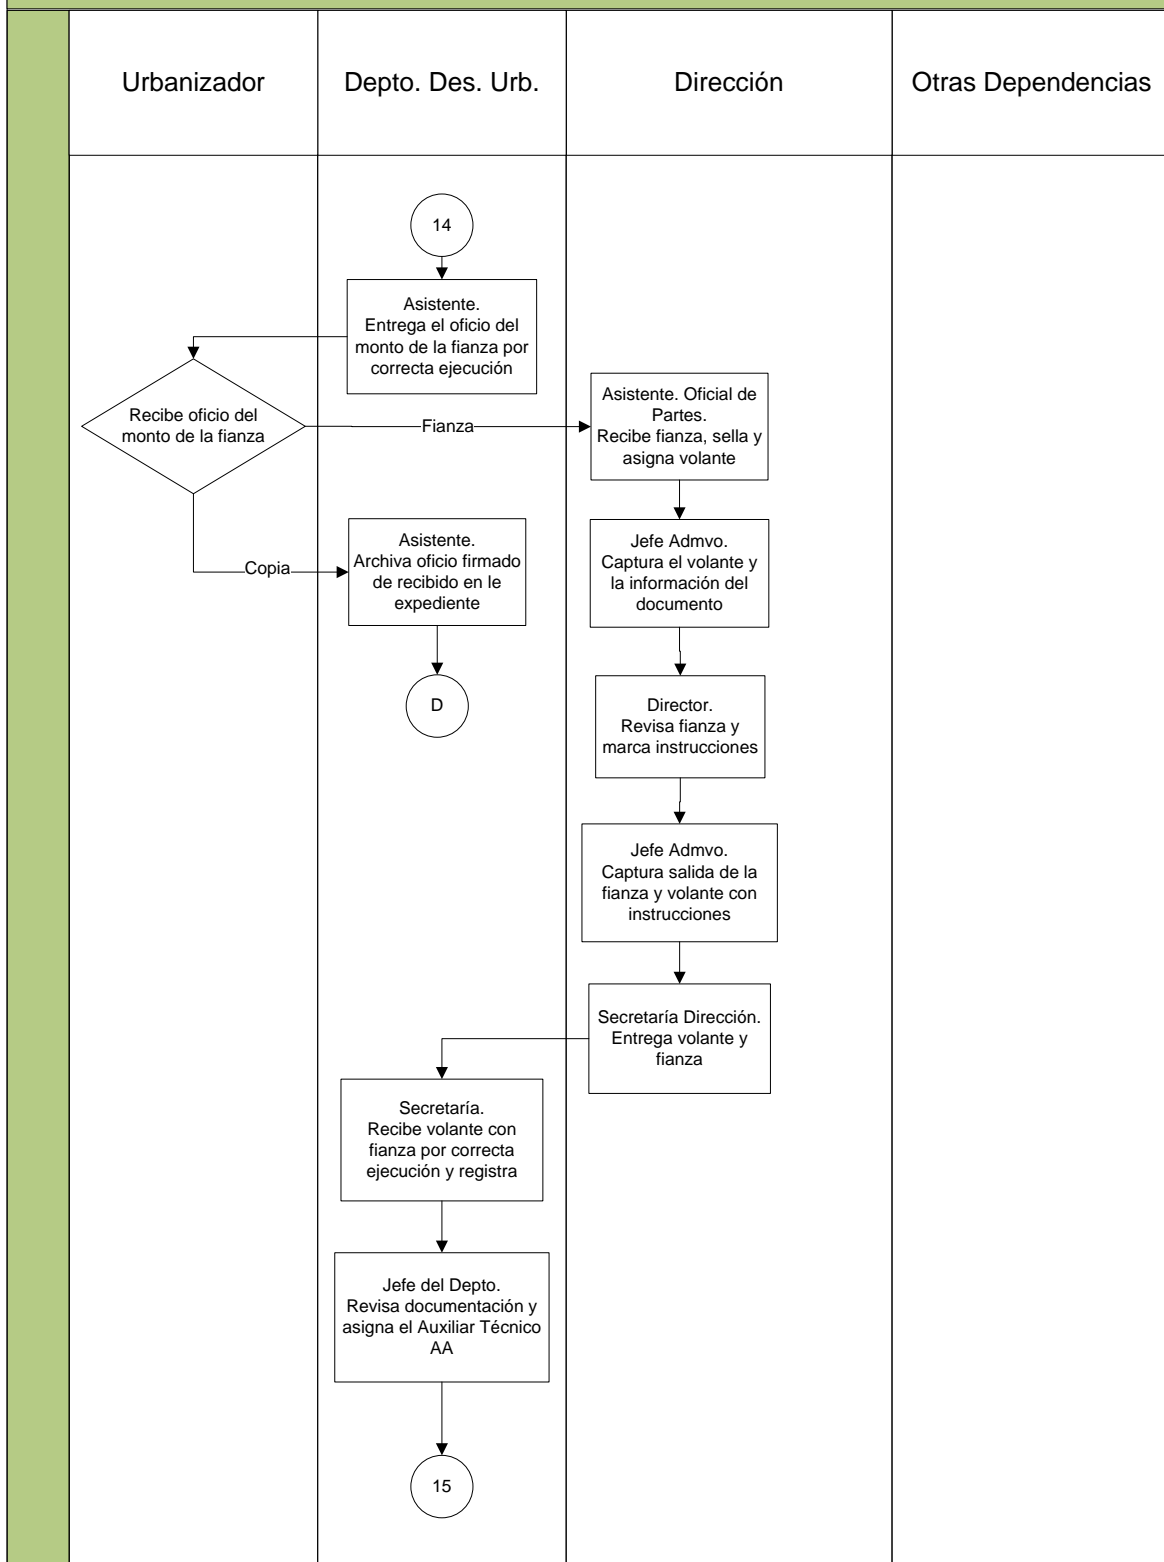 Urbanizador
Depto. Des. Urb.
Dirección
Otras Dependencias
14
Asistente.
Entrega el oficio del
monto de la fianza por
correcta ejecución
Recibe oficio del
monto de la fianza
Fianza
Asistente. Oficial de
Partes.
Recibe fianza, sella y
asigna volante
Copia
Asistente.
Archiva oficio firmado
de recibido en le
expediente
Jefe Admvo.
Captura el volante y
la información del
documento
D
Director.
Revisa fianza y
marca instrucciones
Jefe Admvo.
Captura salida de la
fianza y volante con
instrucciones
Secretaría Dirección.
Entrega volante y
fianza
Secretaría.
Recibe volante con
fianza por correcta
ejecución y registra
Jefe del Depto.
Revisa documentación y
asigna el Auxiliar Técnico
AA
15